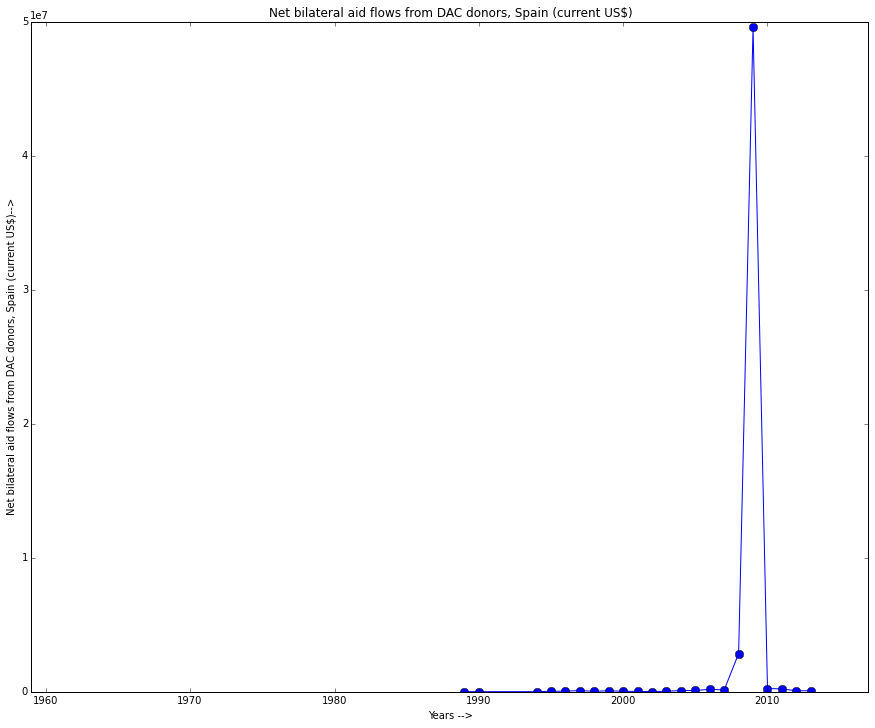 Net bilateral aid flows from DAC donors, Spain (current US$)
1e7
5
4
3
2
1
0
Net bilateral aid flows from DAC donors, Spain (current US$)-->
1960 1970 1980 1990 2000 2010
Years -->